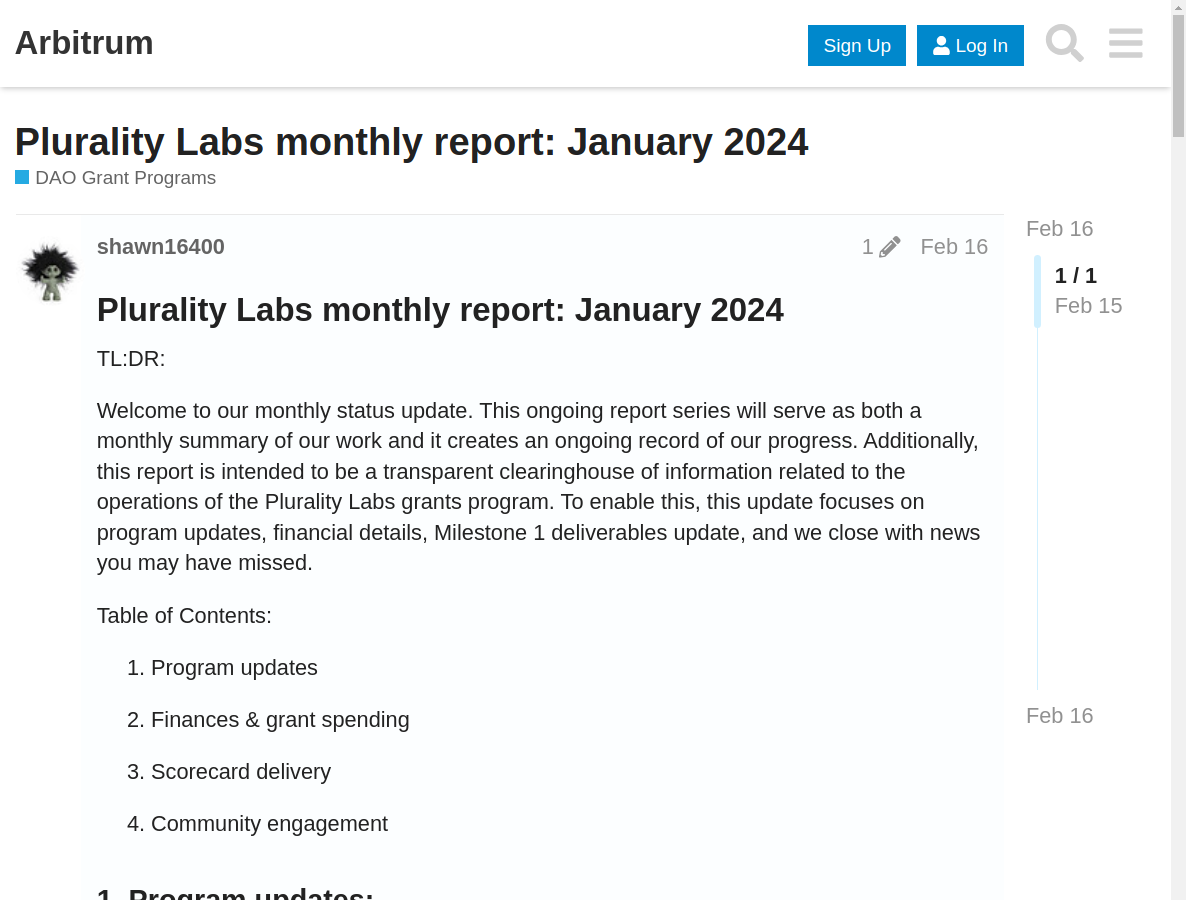 Arbitrum
Sign Up
Log In
Plurality Labs monthly report: January 2024
DAO Grant Programs
shawn16400
1
Feb 16
Plurality Labs monthly report: January 2024
TL:DR:
Welcome to our monthly status update. This ongoing report series will serve as both a
monthly summary of our work and it creates an ongoing record of our progress. Additionally,
this report is intended to be a transparent clearinghouse of information related to the
operations of the Plurality Labs grants program. To enable this, this update focuses on
program updates, financial details, Milestone 1 deliverables update, and we close with news
you may have missed.
Table of Contents:
1. Program updates
2. Finances & grant spending
3. Scorecard delivery
4. Community engagement
1. Program updates:
Feb 16
1 / 1
Feb 15
Feb 16